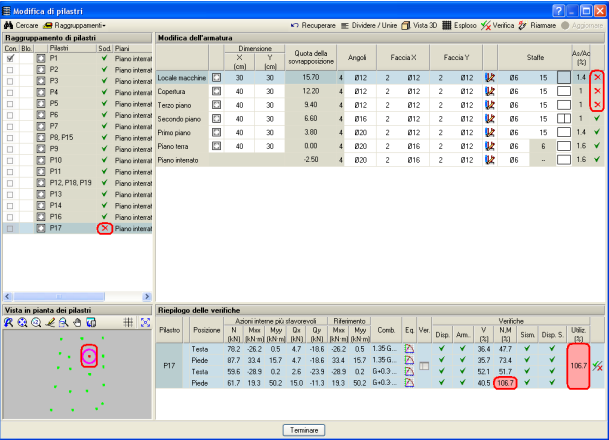 Modifica di pilastri
Cercare Raggruppamenti Recuperare Dividere / Unire Vista 3D Esploso Verifica Riarmare Aggiornare
Raggruppamento di pilastri
Con. Blo. Pilastri Sod. Piani
P1 Piano interrat
P2 Piano interrat
P3 Piano interrat
P4 Piano interrat
P5 Piano interrat
P6 Piano interrat
P7 Piano interrat
P8, P15 Piano interrat
P9 Piano interrat
P10 Piano interrat
P11 Piano interrat
P12, P18, P19 Piano interrat
P13 Piano interrat
P14 Piano interrat
P16 Piano interrat
P17 Piano interrat
Modifica dell'armatura
Dimensione Quota della sovrapposizione Angoli Faccia X Faccia Y Staffe As/Ac (%)
X (cm) Y (cm)
Locale macchine 30 30 15.70 4 Ø12 2 Ø12 2 Ø12 Ø6 15 1.4
Copertura 40 30 12.20 4 Ø12 2 Ø12 2 Ø12 Ø6 15 1
Terzo piano 40 30 9.40 4 Ø12 2 Ø12 2 Ø12 Ø6 15 1
Secondo piano 40 30 6.60 4 Ø16 2 Ø12 2 Ø12 Ø6 15 1
Primo piano 40 30 3.80 4 Ø20 2 Ø12 2 Ø12 Ø6 15 1.4
Piano terra 40 30 0.00 4 Ø20 2 Ø16 2 Ø12 Ø6 6 1.6
Piano interrato -2.50 4 Ø20 2 Ø16 2 Ø12 Ø6 -- 1.6
Vista in pianta dei pilastri
Riepilogo delle verifiche
Azioni interne più sfavorevoli Riferimento Verifiche
Pilastro Posizione N (kN) Mxx (kN·m) Myy (kN·m) Qx (kN) Qy (kN) Mxx (kN·m) Myy (kN·m) Comb. Eq. Ver. Disp. Arm. V (%) N,M (%) Sism. Disp. S. Utiliz. (%)
P17
Testa 78.2 -26.2 0.5 4.7 -18.6 -26.2 0.5 1.35·G... 36.4 47.7
Piede 87.7 33.4 15.7 4.7 -18.6 33.4 15.7 1.35·G... 35.7 73.4
Testa 59.6 -28.9 0.2 2.6 -23.9 -28.9 0.2 G+0.3... 52.1 51.7
Piede 61.7 19.3 50.2 15.0 -11.3 19.3 50.2 G+0.3... 40.5 106.7
106.7
Terminare